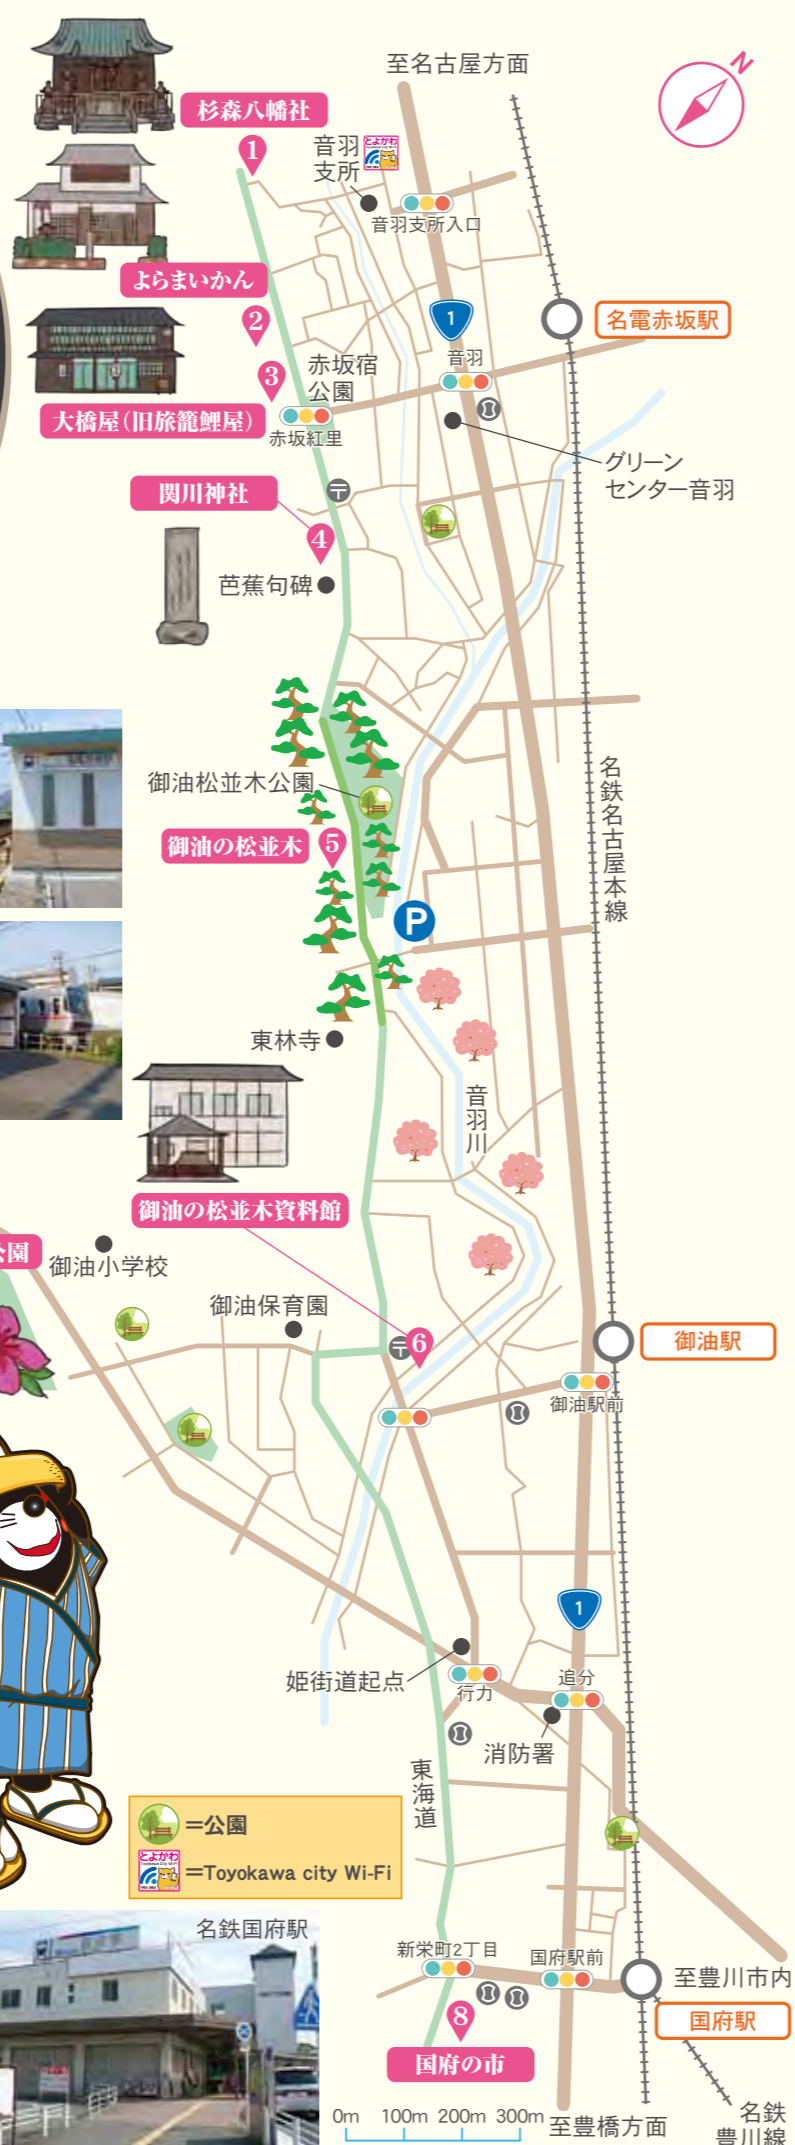 至名古屋方面
N
杉森八幡社
1
音羽
支所
とよかわ
音羽支所入口
よらまいかん
2
1
名電赤坂駅
音羽
3
赤坂宿
公園
大橋屋(旧旅籠鯉屋)
赤坂紅里
グリーン
センター音羽
関川神社
4
芭蕉句碑
名鉄名古屋本線
御油松並木公園
御油の松並木
5
P
東林寺
音羽川
御油の松並木資料館
公園
御油小学校
御油保育園
6
御油駅
御油駅前
1
姫街道起点
行力
追分
消防署
東海道
=公園
とよかわ
Toyokawa City Wi-Fi
=Toyokawa city Wi-Fi
名鉄国府駅
新栄町2丁目
国府駅前
至豊川市内
国府駅
8
国府の市
0m 100m 200m 300m
至豊橋方面
名鉄
豊川線